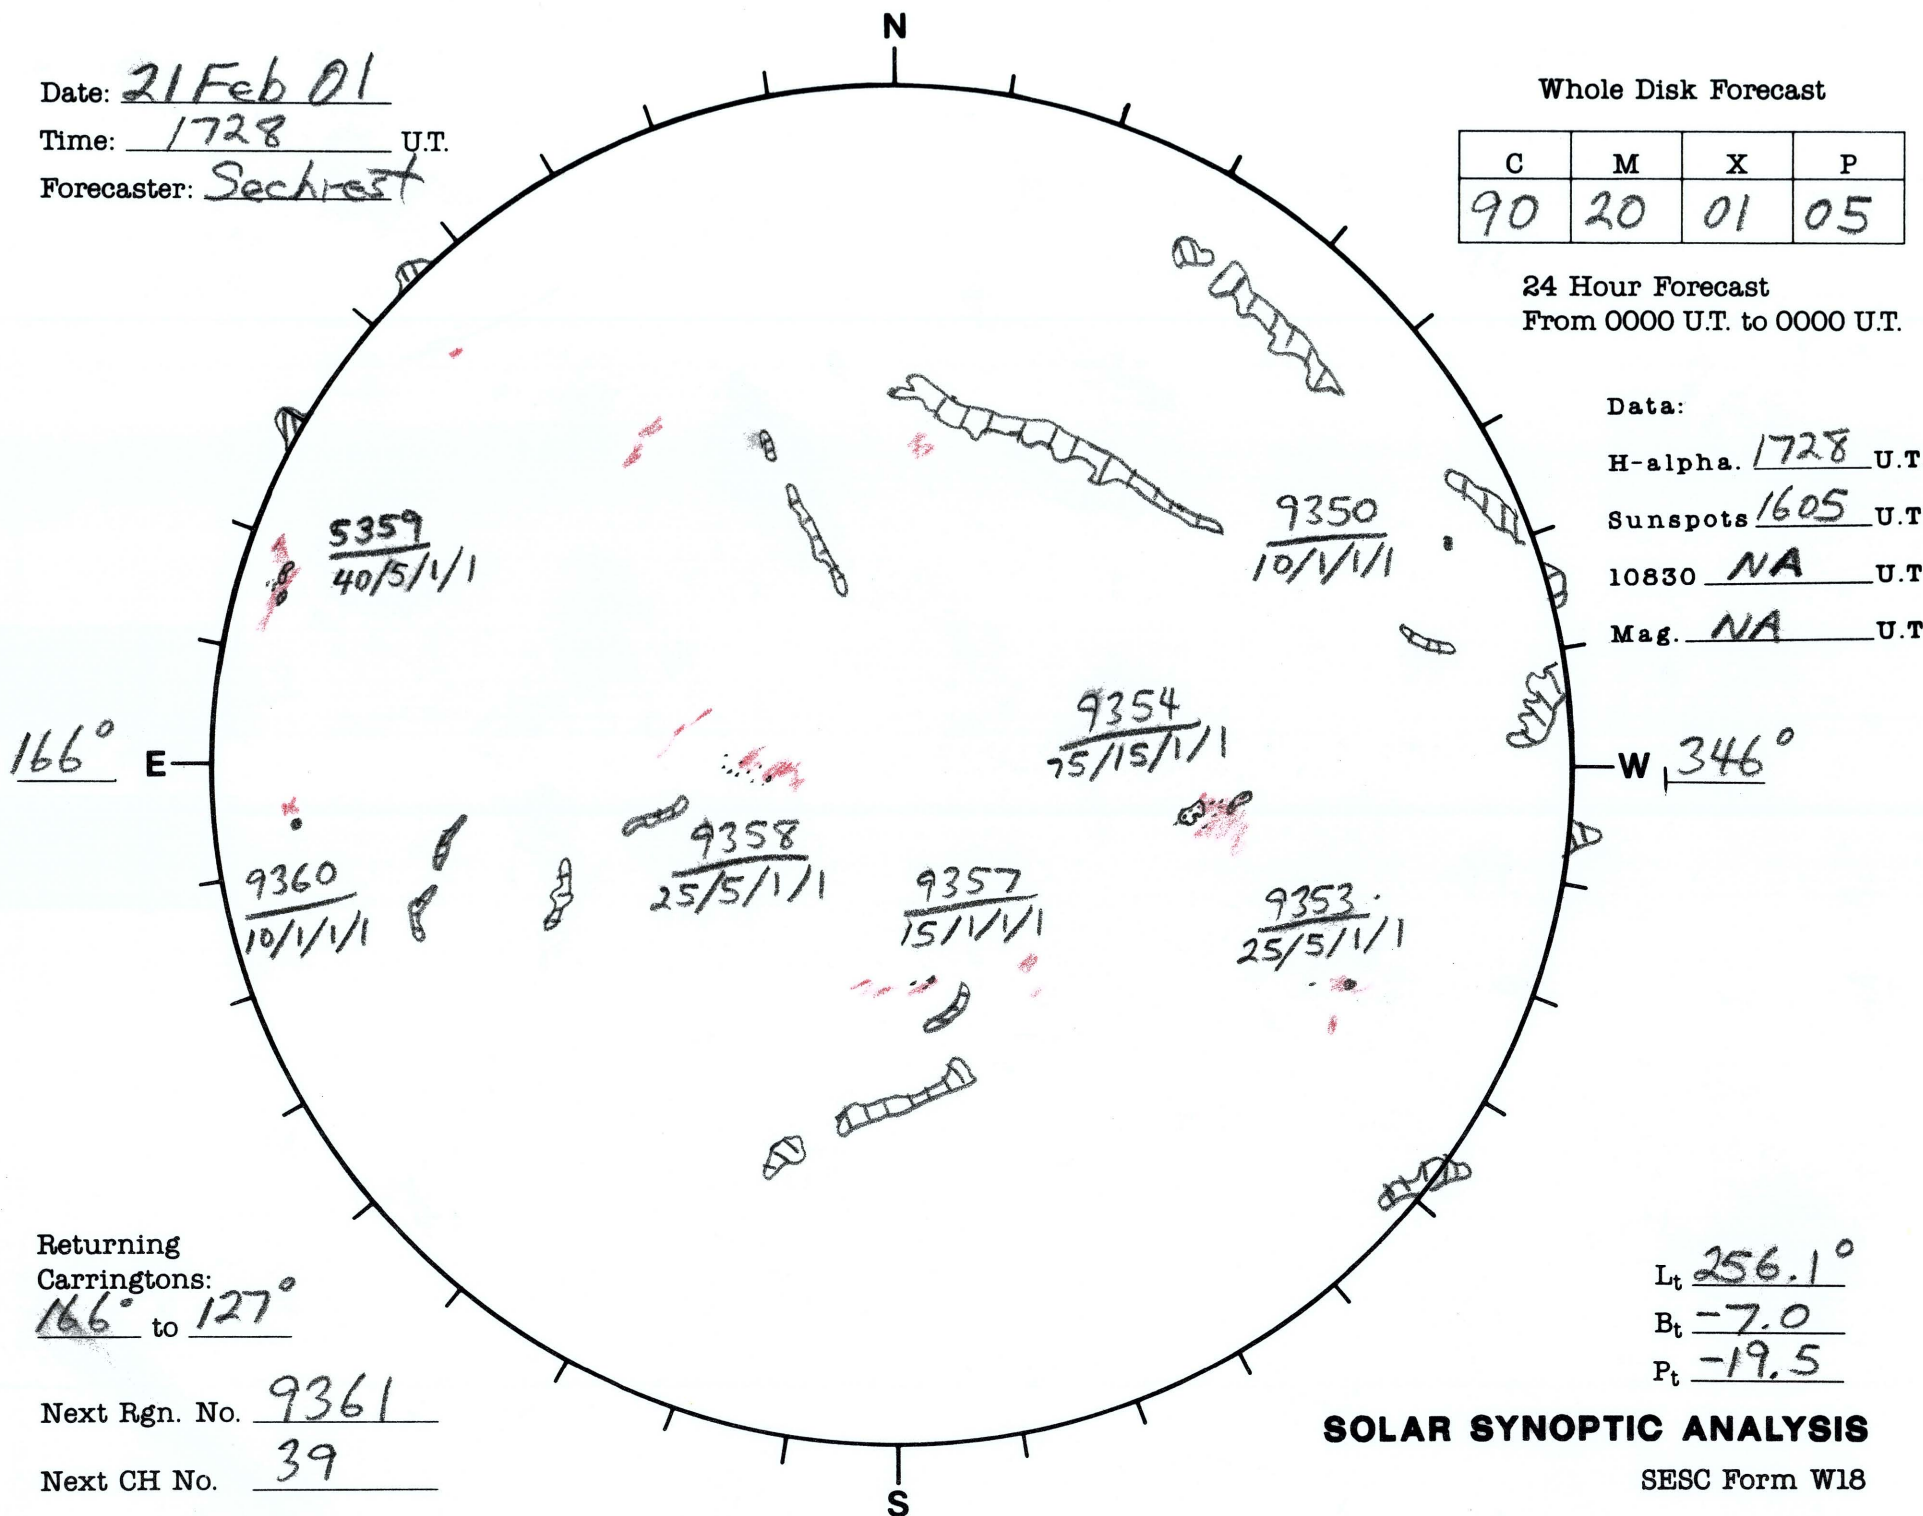 N
Date: 21 Feb 01
Time: 1728 U.T.
Forecaster: Sechrest
Whole Disk Forecast
C M X P
90 20 01 05
24 Hour Forecast
From 0000 U.T. to 0000 U.T.
Data:
H-alpha. 1728 U.T
Sunspots 1605 U.T
10830 NA U.T
Mag. NA U.T
5359
40/5/1/1
9350
10/1/1/1
9354
75/15/1/1
166° E
W 346°
9358
25/5/1/1
9360
10/1/1/1
9357
15/1/1/1
9353
25/5/1/1
Returning
Carringtons:
166° to 127°
Next Rgn. No. 9361
Next CH No. 39
Lt 256.1°
Bt -7.0
Pt -19.5
SOLAR SYNOPTIC ANALYSIS
SESC Form W18
S